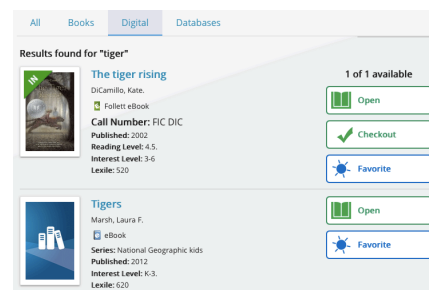 All Books Digital Databases
Results found for "tiger"
IN
The tiger rising
1 of 1 available
DiCamillo, Kate.
Open
Follett eBook
Call Number: FIC DIC
Checkout
Published: 2002
Reading Level: 4.5.
Interest Level: 3-6
Favorite
Lexile: 520
Tigers
Open
Marsh, Laura F.
eBook
Series: National Geographic kids
Favorite
Published: 2012
Interest Level: K-3.
Lexile: 620